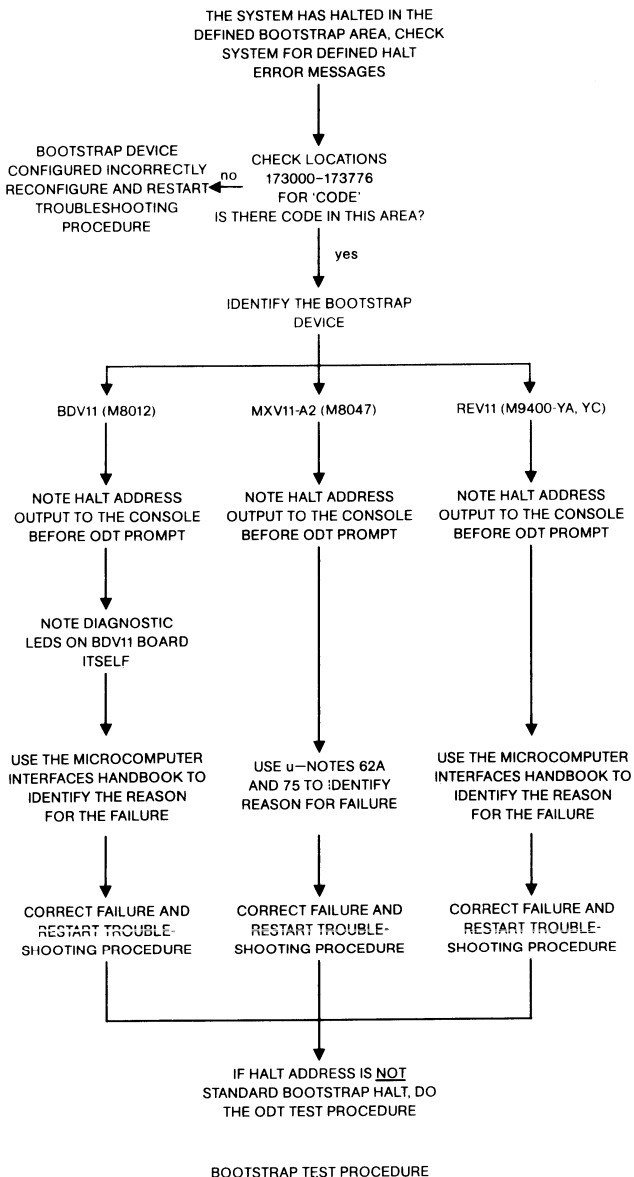 THE SYSTEM HAS HALTED IN THE
DEFINED BOOTSTRAP AREA, CHECK
SYSTEM FOR DEFINED HALT
ERROR MESSAGES
BOOTSTRAP DEVICE
CONFIGURED INCORRECTLY
RECONFIGURE AND RESTART
TROUBLESHOOTING
PROCEDURE
no
CHECK LOCATIONS
173000–173776
FOR 'CODE'
IS THERE CODE IN THIS AREA?
yes
IDENTIFY THE BOOTSTRAP
DEVICE
BDV11 (M8012)
NOTE HALT ADDRESS
OUTPUT TO THE CONSOLE
BEFORE ODT PROMPT
NOTE DIAGNOSTIC
LEDS ON BDV11 BOARD
ITSELF
USE THE MICROCOMPUTER
INTERFACES HANDBOOK TO
IDENTIFY THE REASON
FOR THE FAILURE
CORRECT FAILURE AND
RESTART TROUBLE-
SHOOTING PROCEDURE
MXV11-A2 (M8047)
NOTE HALT ADDRESS
OUTPUT TO THE CONSOLE
BEFORE ODT PROMPT
USE u–NOTES 62A
AND 75 TO IDENTIFY
REASON FOR FAILURE
CORRECT FAILURE AND
RESTART TROUBLE-
SHOOTING PROCEDURE
REV11 (M9400-YA, YC)
NOTE HALT ADDRESS
OUTPUT TO THE CONSOLE
BEFORE ODT PROMPT
USE THE MICROCOMPUTER
INTERFACES HANDBOOK TO
IDENTIFY THE REASON
FOR THE FAILURE
CORRECT FAILURE AND
RESTART TROUBLE-
SHOOTING PROCEDURE
IF HALT ADDRESS IS NOT
STANDARD BOOTSTRAP HALT, DO
THE ODT TEST PROCEDURE
BOOTSTRAP TEST PROCEDURE